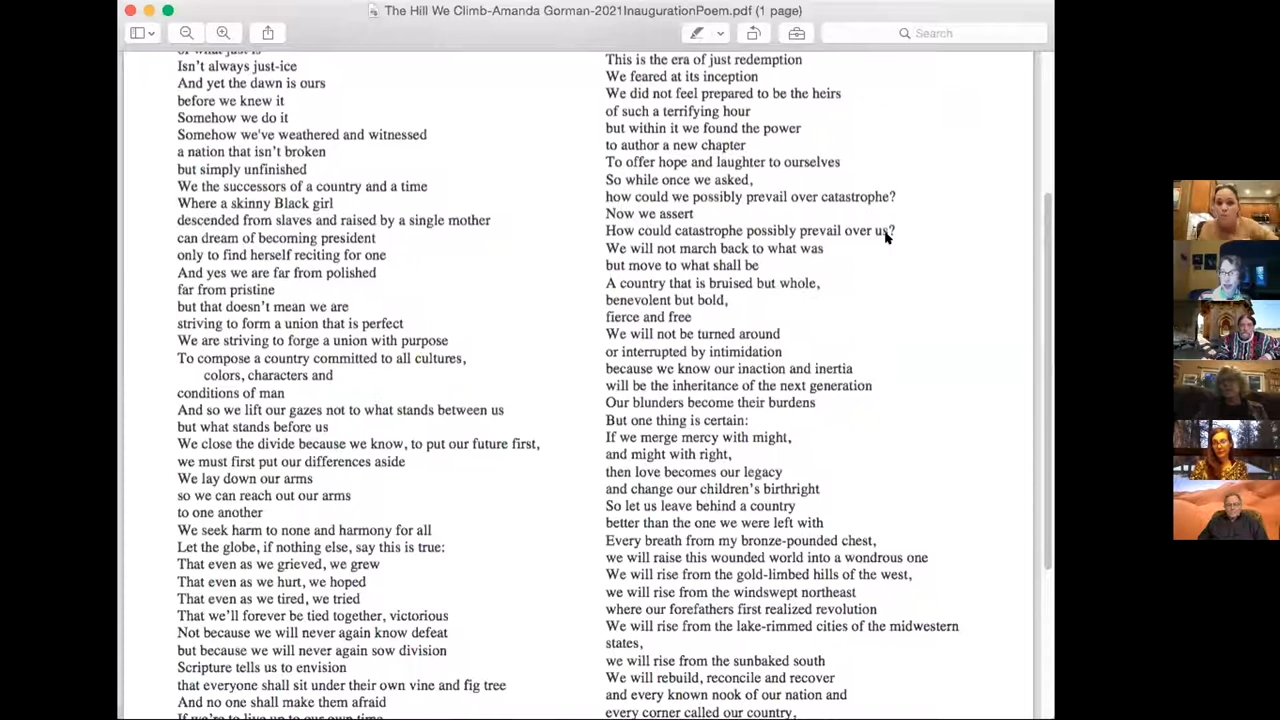 The Hill We Climb-Amanda Gorman-2021InaugurationPoem.pdf (1 page)
Search
of what just is
Isn't always just-ice
And yet the dawn is ours
before we knew it
Somehow we do it
Somehow we've weathered and witnessed
a nation that isn't broken
but simply unfinished
We the successors of a country and a time
Where a skinny Black girl
descended from slaves and raised by a single mother
can dream of becoming president
only to find herself reciting for one
And yes we are far from polished
far from pristine
but that doesn't mean we are
striving to form a union that is perfect
We are striving to forge a union with purpose
To compose a country committed to all cultures,
colors, characters and
conditions of man
And so we lift our gazes not to what stands between us
but what stands before us
We close the divide because we know, to put our future first,
we must first put our differences aside
We lay down our arms
so we can reach out our arms
to one another
We seek harm to none and harmony for all
Let the globe, if nothing else, say this is true:
That even as we grieved, we grew
That even as we hurt, we hoped
That even as we tired, we tried
That we'll forever be tied together, victorious
Not because we will never again know defeat
but because we will never again sow division
Scripture tells us to envision
that everyone shall sit under their own vine and fig tree
And no one shall make them afraid
If we're to live up to our own time
This is the era of just redemption
We feared at its inception
We did not feel prepared to be the heirs
of such a terrifying hour
but within it we found the power
to author a new chapter
To offer hope and laughter to ourselves
So while once we asked,
how could we possibly prevail over catastrophe?
Now we assert
How could catastrophe possibly prevail over us?
We will not march back to what was
but move to what shall be
A country that is bruised but whole,
benevolent but bold,
fierce and free
We will not be turned around
or interrupted by intimidation
because we know our inaction and inertia
will be the inheritance of the next generation
Our blunders become their burdens
But one thing is certain:
If we merge mercy with might,
and might with right,
then love becomes our legacy
and change our children's birthright
So let us leave behind a country
better than the one we were left with
Every breath from my bronze-pounded chest,
we will raise this wounded world into a wondrous one
We will rise from the gold-limbed hills of the west,
we will rise from the windswept northeast
where our forefathers first realized revolution
We will rise from the lake-rimmed cities of the midwestern
states,
we will rise from the sunbaked south
We will rebuild, reconcile and recover
and every known nook of our nation and
every corner called our country,